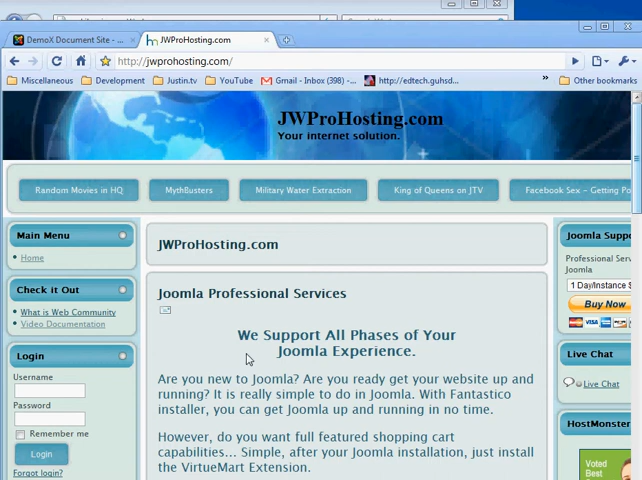 DemoX Document Site - ...
JWProHosting.com
http://jwprohosting.com/
Miscellaneous
Development
Justin.tv
YouTube
Gmail - Inbox (398) -...
http://edtech.guhsd...
»
Other bookmarks
JWProHosting.com
Your internet solution.
Random Movies in HQ
MythBusters
Military Water Extraction
King of Queens on JTV
Facebook Sex - Getting Po
Main Menu
Home
Check it Out
What is Web Community
Video Documentation
Login
Username
Password
Remember me
Login
Forgot login?
JWProHosting.com
Joomla Professional Services
We Support All Phases of Your
Joomla Experience.
Are you new to Joomla? Are you ready get your website up and
running? It is really simple to do in Joomla. With Fantastico
installer, you can get Joomla up and running in no time.
However, do you want full featured shopping cart
capabilities... Simple, after your Joomla installation, just install
the VirtueMart Extension.
Joomla Suppo
Professional Serv
Joomla
1 Day/Instance $
Buy Now
VISA
Live Chat
Live Chat
HostMonster
Voted
Best